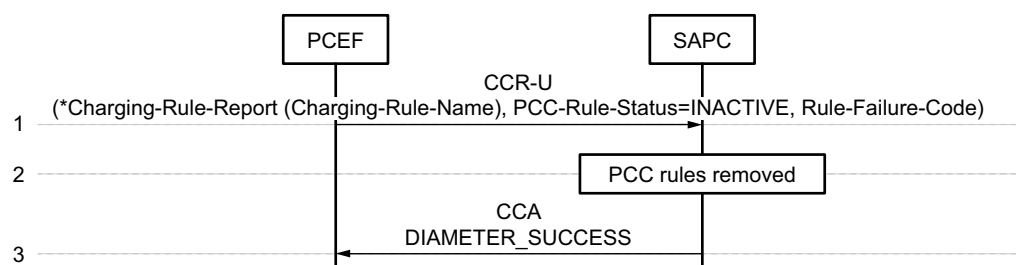 PCEF
SAPC
CCR-U
(*Charging-Rule-Report (Charging-Rule-Name), PCC-Rule-Status=INACTIVE, Rule-Failure-Code)
1
2
PCC rules removed
CCA
DIAMETER_SUCCESS
3